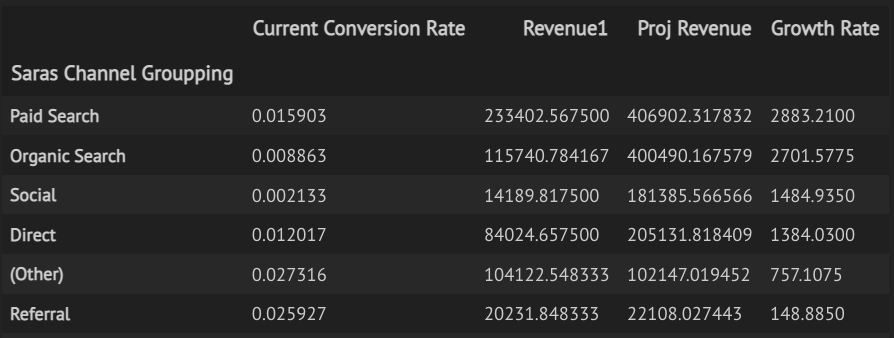 Current Conversion Rate Revenue1 Proj Revenue Growth Rate
Saras Channel Groupping
Paid Search 0.015903 233402.567500 406902.317832 2883.2100
Organic Search 0.008863 115740.784167 400490.167579 2701.5775
Social 0.002133 14189.817500 181385.566566 1484.9350
Direct 0.012017 84024.657500 205131.818409 1384.0300
(Other) 0.027316 104122.548333 102147.019452 757.1075
Referral 0.025927 20231.848333 22108.027443 148.8850